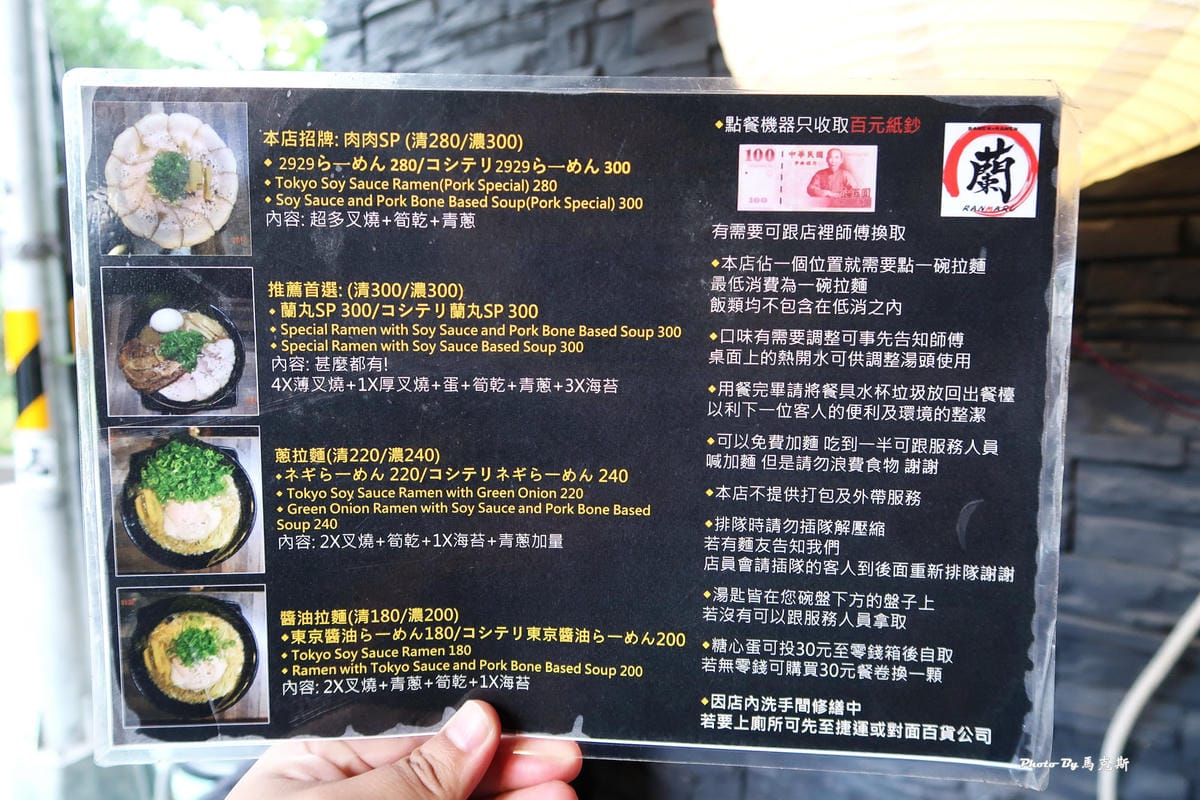 本店招牌: 肉肉SP (清280/濃300)
◆ 2929らーめん 280/コシテリ2929らーめん 300
◆ Tokyo Soy Sauce Ramen(Pork Special) 280
◆ Soy Sauce and Pork Bone Based Soup(Pork Special) 300
內容: 超多叉燒+筍乾+青蔥
推薦首選: (清300/濃300)
◆ 蘭丸SP 300/コシテリ蘭丸SP 300
◆ Special Ramen with Soy Sauce and Pork Bone Based Soup 300
◆ Special Ramen with Soy Sauce Based Soup 300
內容: 甚麼都有!
4X薄叉燒+1X厚叉燒+蛋+筍乾+青蔥+3X海苔
蔥拉麵(清220/濃240)
◆ネギらーめん 220/コシテリネギらーめん 240
◆ Tokyo Soy Sauce Ramen with Green Onion 220
◆ Green Onion Ramen with Soy Sauce and Pork Bone Based
Soup 240
內容: 2X叉燒+筍乾+1X海苔+青蔥加量
醬油拉麵(清180/濃200)
◆東京醬油らーめん180/コシテリ東京醬油らーめん200
◆ Tokyo Soy Sauce Ramen 180
◆ Ramen with Tokyo Sauce and Pork Bone Based Soup 200
內容: 2X叉燒+青蔥+筍乾+1X海苔
◆點餐機器只收取百元紙鈔
100 中華民國
100
蘭
RANMARU
有需要可跟店裡師傅換取
◆本店佔一個位置就需要點一碗拉麵
最低消費為一碗拉麵
飯類均不包含在低消之內
◆口味有需要調整可事先告知師傅
桌面上的熱開水可供調整湯頭使用
◆用餐完畢請將餐具水杯垃圾放回出餐檯
以利下一位客人的便利及環境的整潔
◆可以免費加麵 吃到一半可跟服務人員
喊加麵 但是請勿浪費食物 謝謝
◆本店不提供打包及外帶服務
◆排隊時請勿插隊解壓縮
若有麵友告知我們
店員會請插隊的客人到後面重新排隊謝謝
◆湯匙皆在您碗盤下方的盤子上
若沒有可以跟服務人員拿取
◆糖心蛋可投30元至零錢箱後自取
若無零錢可購買30元餐卷換一顆
◆因店內洗手間修繕中
若要上廁所可先至捷運或對面百貨公司
Photo By 馬克斯